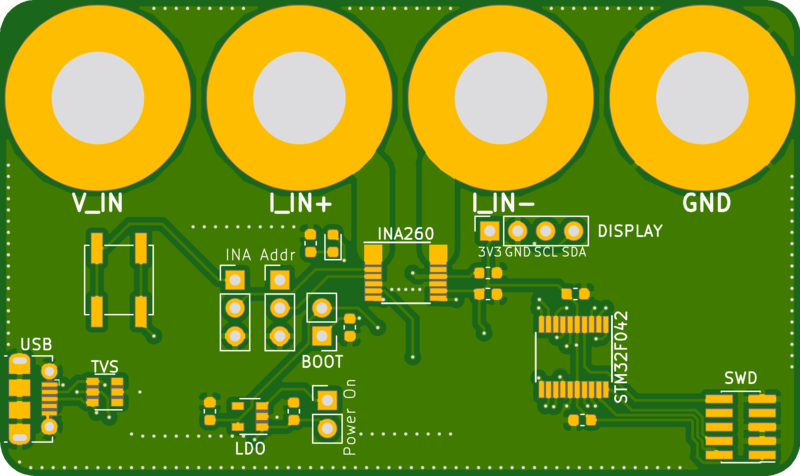 V_IN
I_IN+
I_IN-
GND
INA260
DISPLAY
3V3 GND SCL SDA
INA Addr
STM32F042
USB
BOOT
TVS
SWD
Power On
LDO